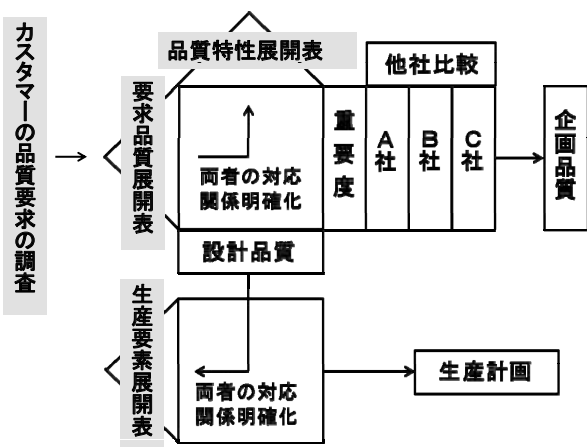 カスタマーの品質要求の調査
品質特性展開表
他社比較
要求品質展開表
重要度
A社
B社
C社
企画品質
両者の対応
関係明確化
設計品質
生産要素展開表
両者の対応
関係明確化
生産計画